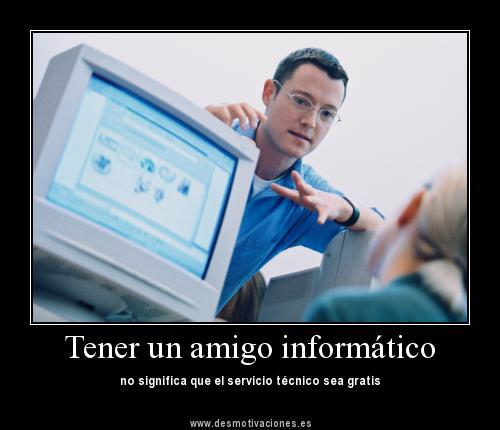 Tener un amigo informático
no significa que el servicio técnico sea gratis
www.desmotivaciones.es